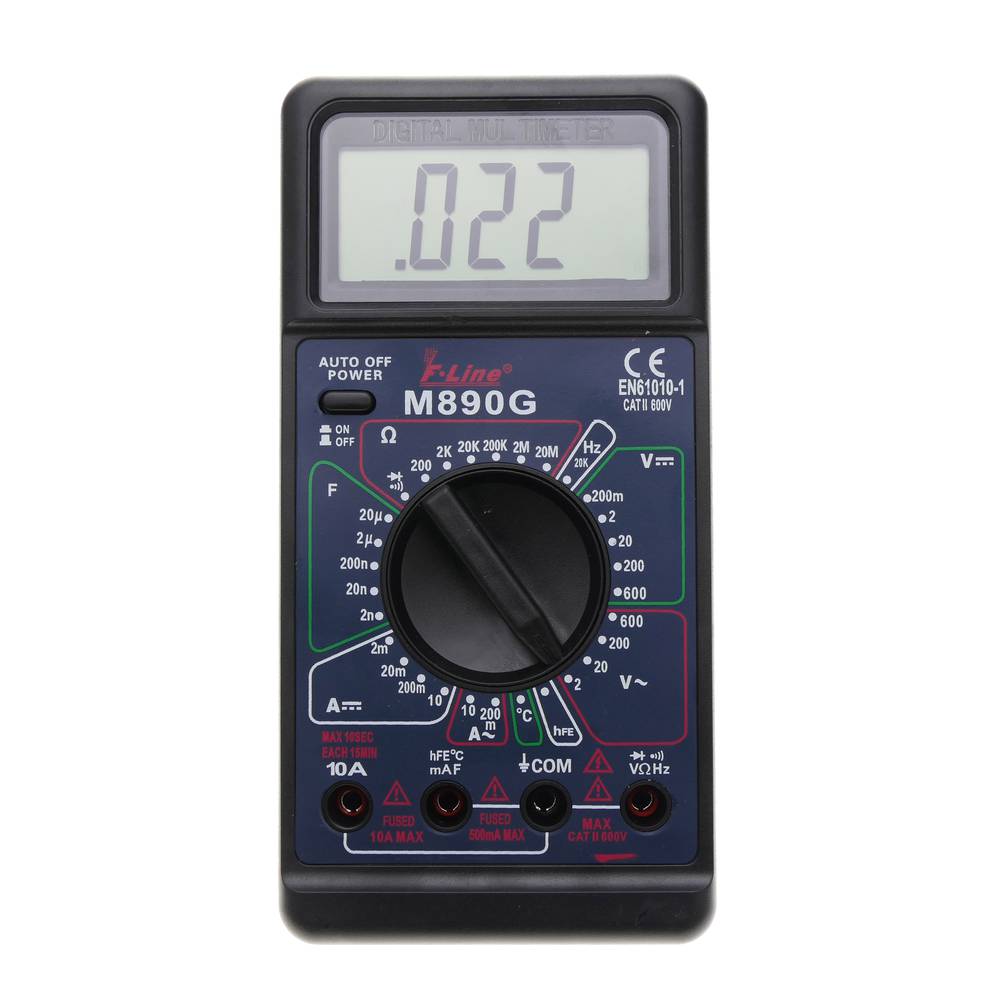 DIGITAL MULTIMETER
.022
AUTO OFF
POWER
F-Line®
M890G
CE
EN61010-1
CAT II 600V
ON
OFF
Ω
200
2K
20K
200K
2M
20M
Hz
20K
V
200m
2
20
200
600
600
200
20
2
V~
hFE
°C
200
m
10
A~
10
200m
20m
2m
A
F
20µ
2µ
200n
20n
2n
MAX 10SEC
EACH 15MIN
10A
hFE°C
mAF
COM
VΩHz
FUSED
10A MAX
FUSED
500mA MAX
MAX
CAT II 600V